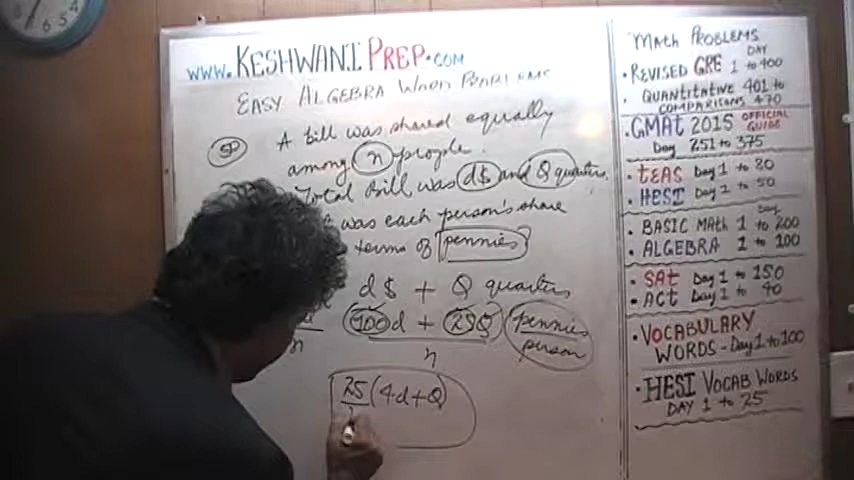 www.KESHWANIPREP.COM
EASY ALGEBRA WORD PROBLEMS
A bill was shared equally
among n people.
Total Bill was d$ and Q quarters.
was each person's share
terms of pennies?
d$ + Q quarters
n
100d + 25Q
n
pennies
person
25 (4d+Q)
MATH PROBLEMS
DAY
• REVISED GRE 1 to 400
• QUANTITATIVE 401 to
COMPARISONS 470
• GMAT 2015 OFFICIAL GUIDE
Day 251 to 375
• tEAS Day 1 to 80
• HESI Day 1 to 50
Day
• BASIC MATH 1 to 200
• ALGEBRA 1 to 100
• SAt Day 1 to 150
• ACt Day 1 to 40
• VOCABULARY
WORDS - Day 1 to 100
• HESI VOCAB WORDS
DAY 1 to 25